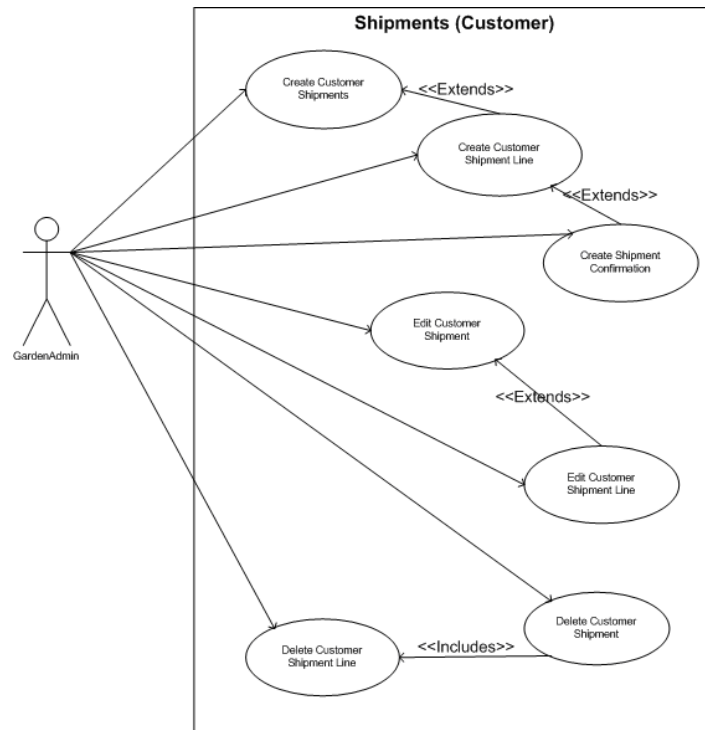 Shipments (Customer)
Create Customer
Shipments
<<Extends>>
Create Customer
Shipment Line
<<Extends>>
Create Shipment
Confirmation
GardenAdmin
Edit Customer
Shipment
<<Extends>>
Edit Customer
Shipment Line
Delete Customer
Shipment
<<Includes>>
Delete Customer
Shipment Line